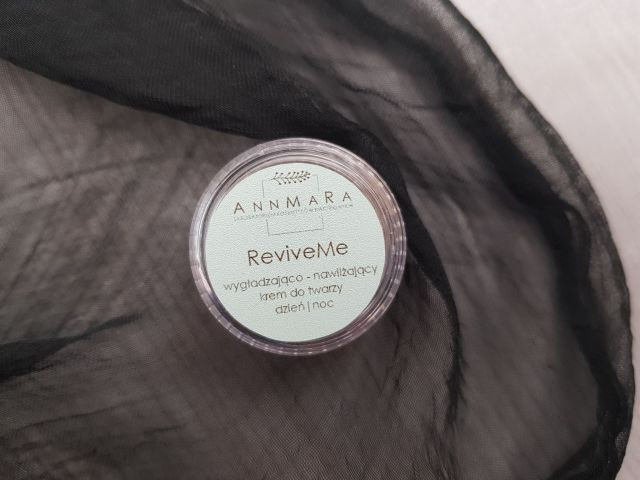 ANNMARA
ReviveMe
wygładzająco - nawilżający
krem do twarzy
dzień|noc